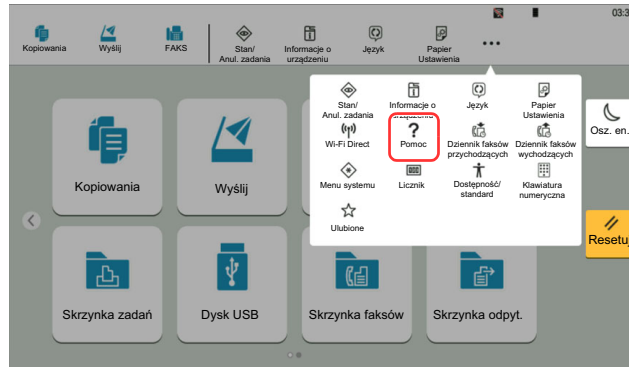 03:3
Kopiowania
Wyślij
FAKS
Stan/
Anul. zadania
Informacje o
urządzeniu
Język
Papier
Ustawienia
Stan/
Anul. zadania
Informacje o
urządzeniu
Język
Papier
Ustawienia
Wi-Fi Direct
Pomoc
Dziennik faksów
przychodzących
Dziennik faksów
wychodzących
Menu systemu
Licznik
Dostępność/
standard
Klawiatura
numeryczna
Ulubione
Osz. en.
Resetuj
Kopiowania
Wyślij
Skrzynka zadań
Dysk USB
Skrzynka faksów
Skrzynka odpyt.